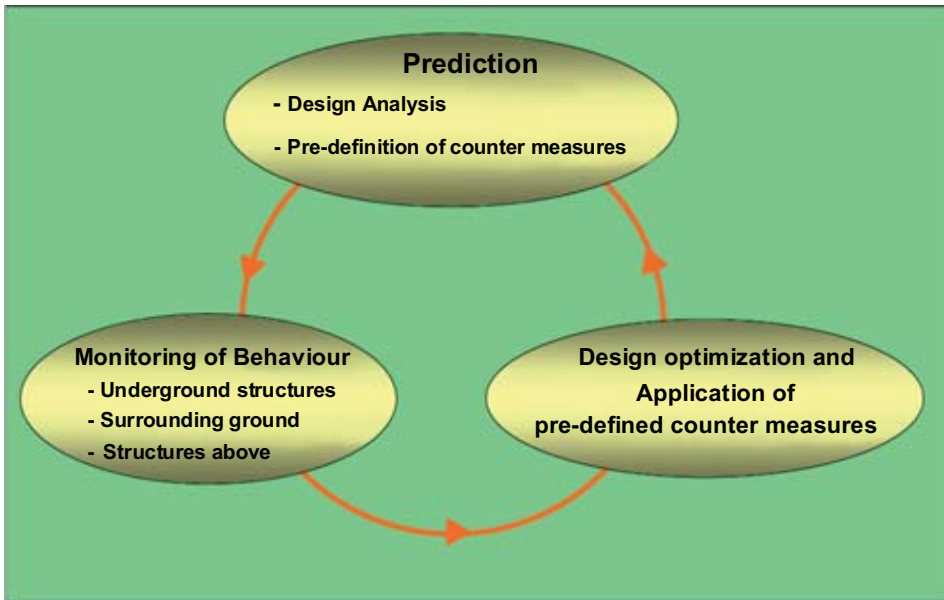 Prediction
- Design Analysis
- Pre-definition of counter measures
Monitoring of Behaviour
- Underground structures
- Surrounding ground
- Structures above
Design optimization and
Application of
pre-defined counter measures